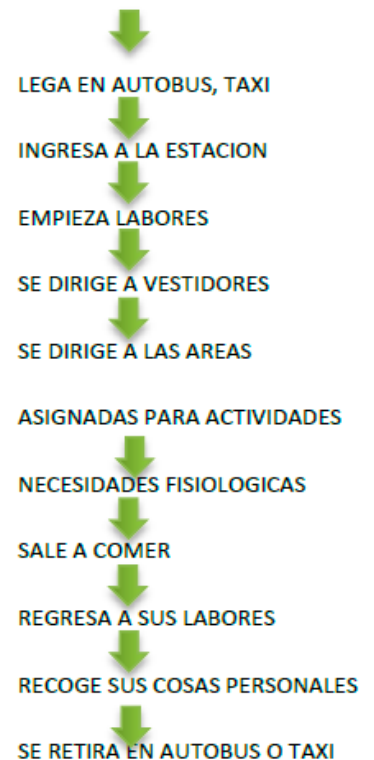 LEGA EN AUTOBUS, TAXI
INGRESA A LA ESTACION
EMPIEZA LABORES
SE DIRIGE A VESTIDORES
SE DIRIGE A LAS AREAS
ASIGNADAS PARA ACTIVIDADES
NECESIDADES FISIOLOGICAS
SALE A COMER
REGRESA A SUS LABORES
RECOGE SUS COSAS PERSONALES
SE RETIRA EN AUTOBUS O TAXI